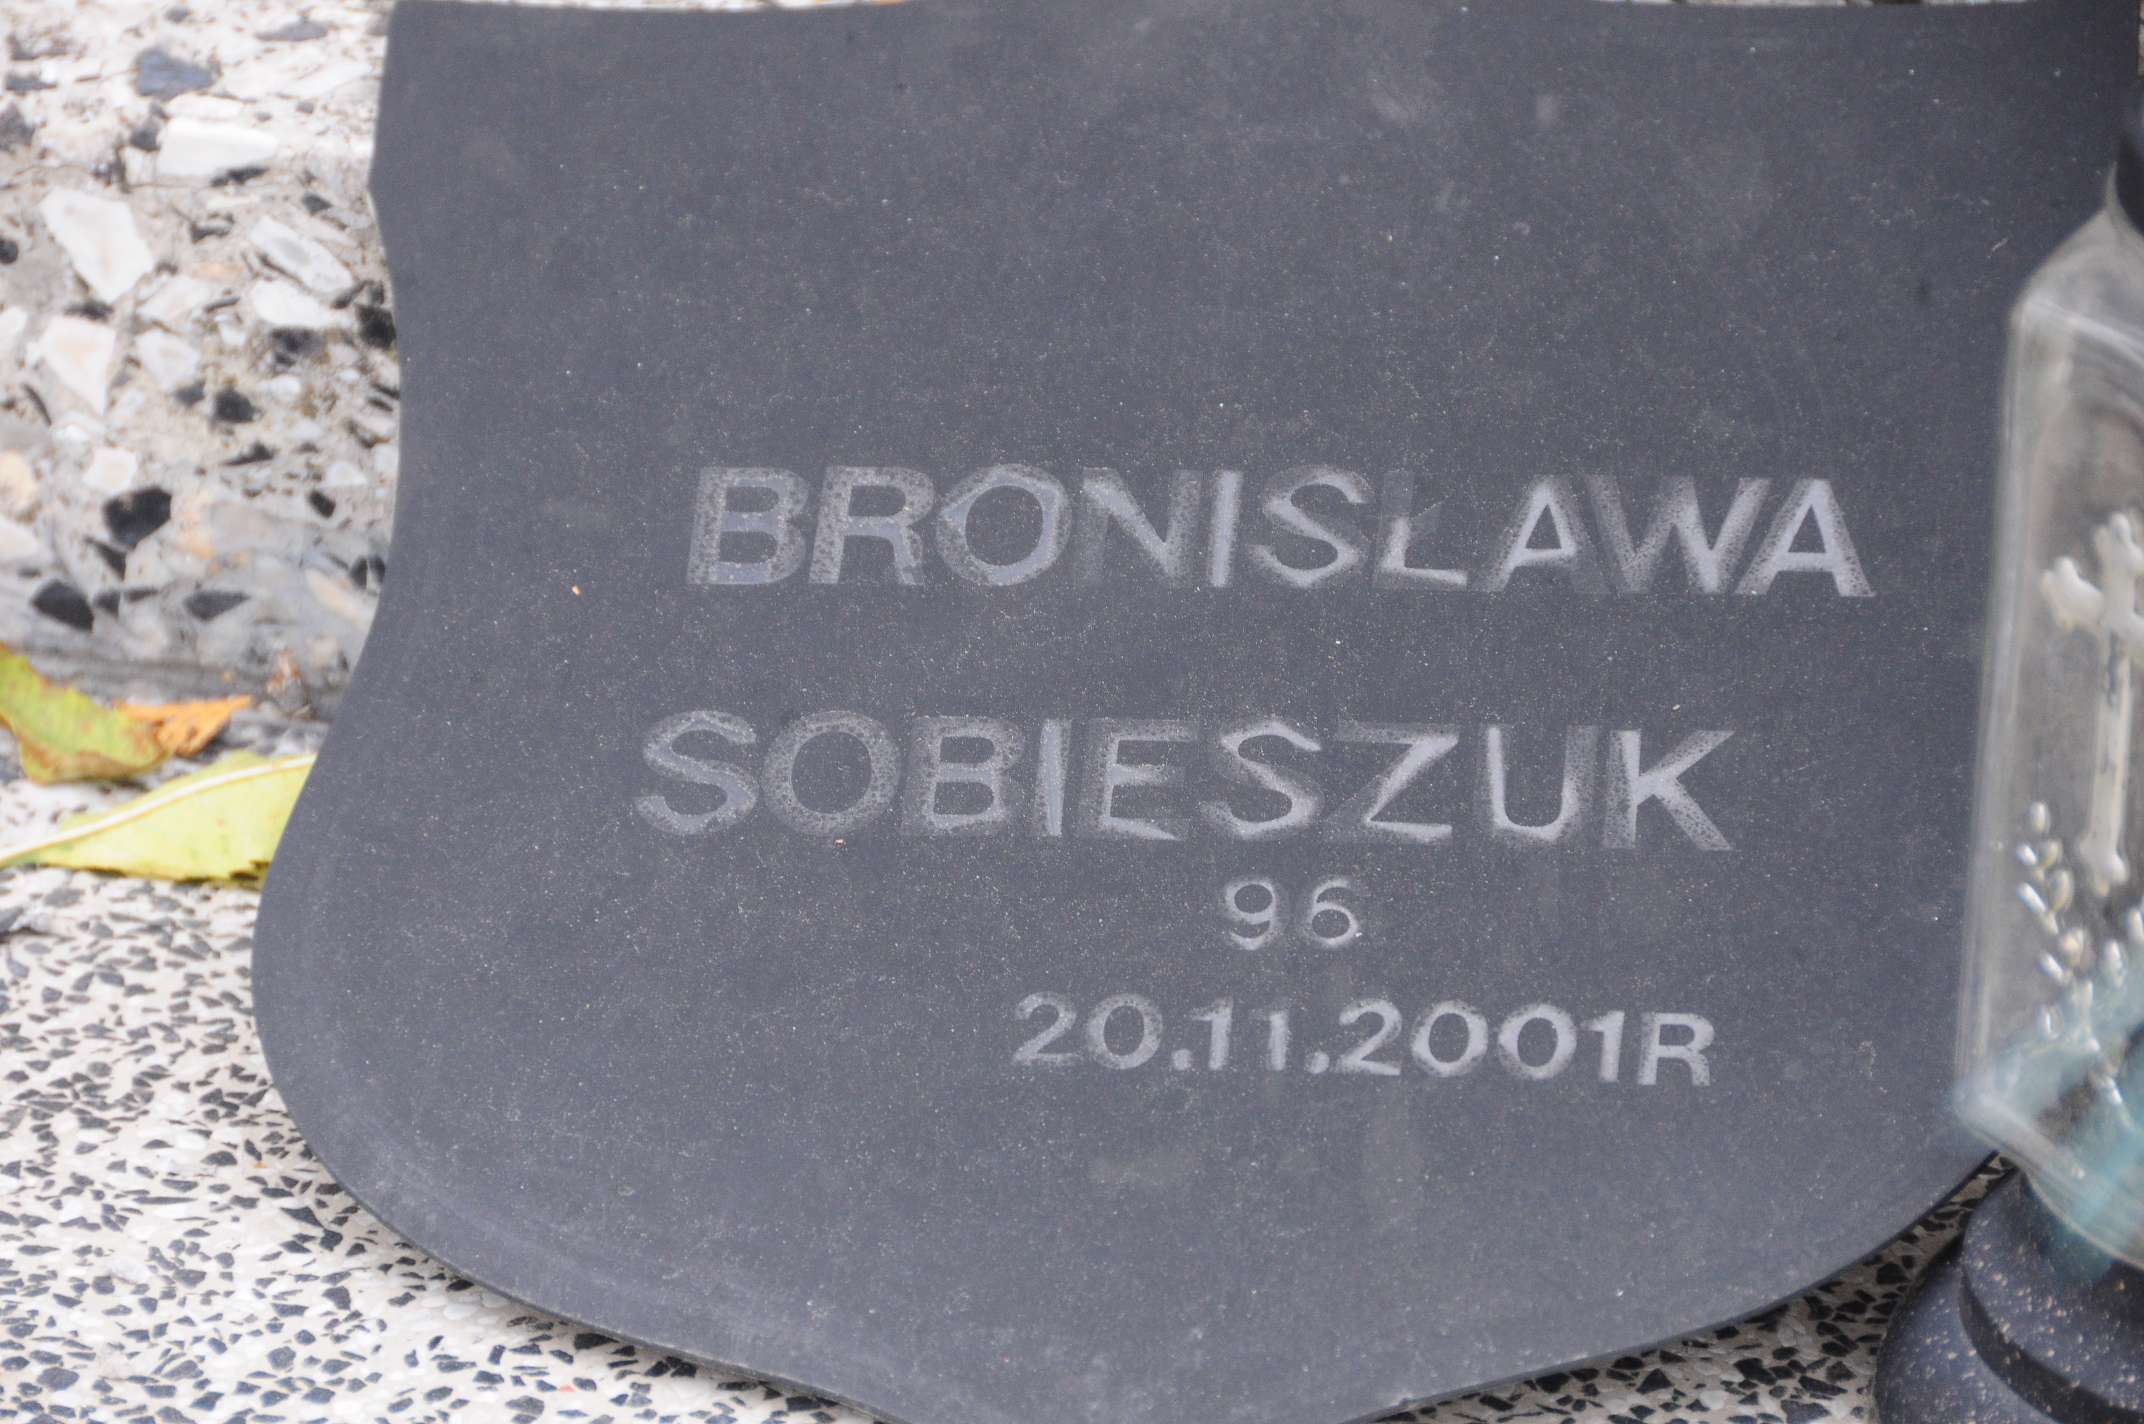 BRONISŁAWA
SOBIESZUK
96
20.11.2001R